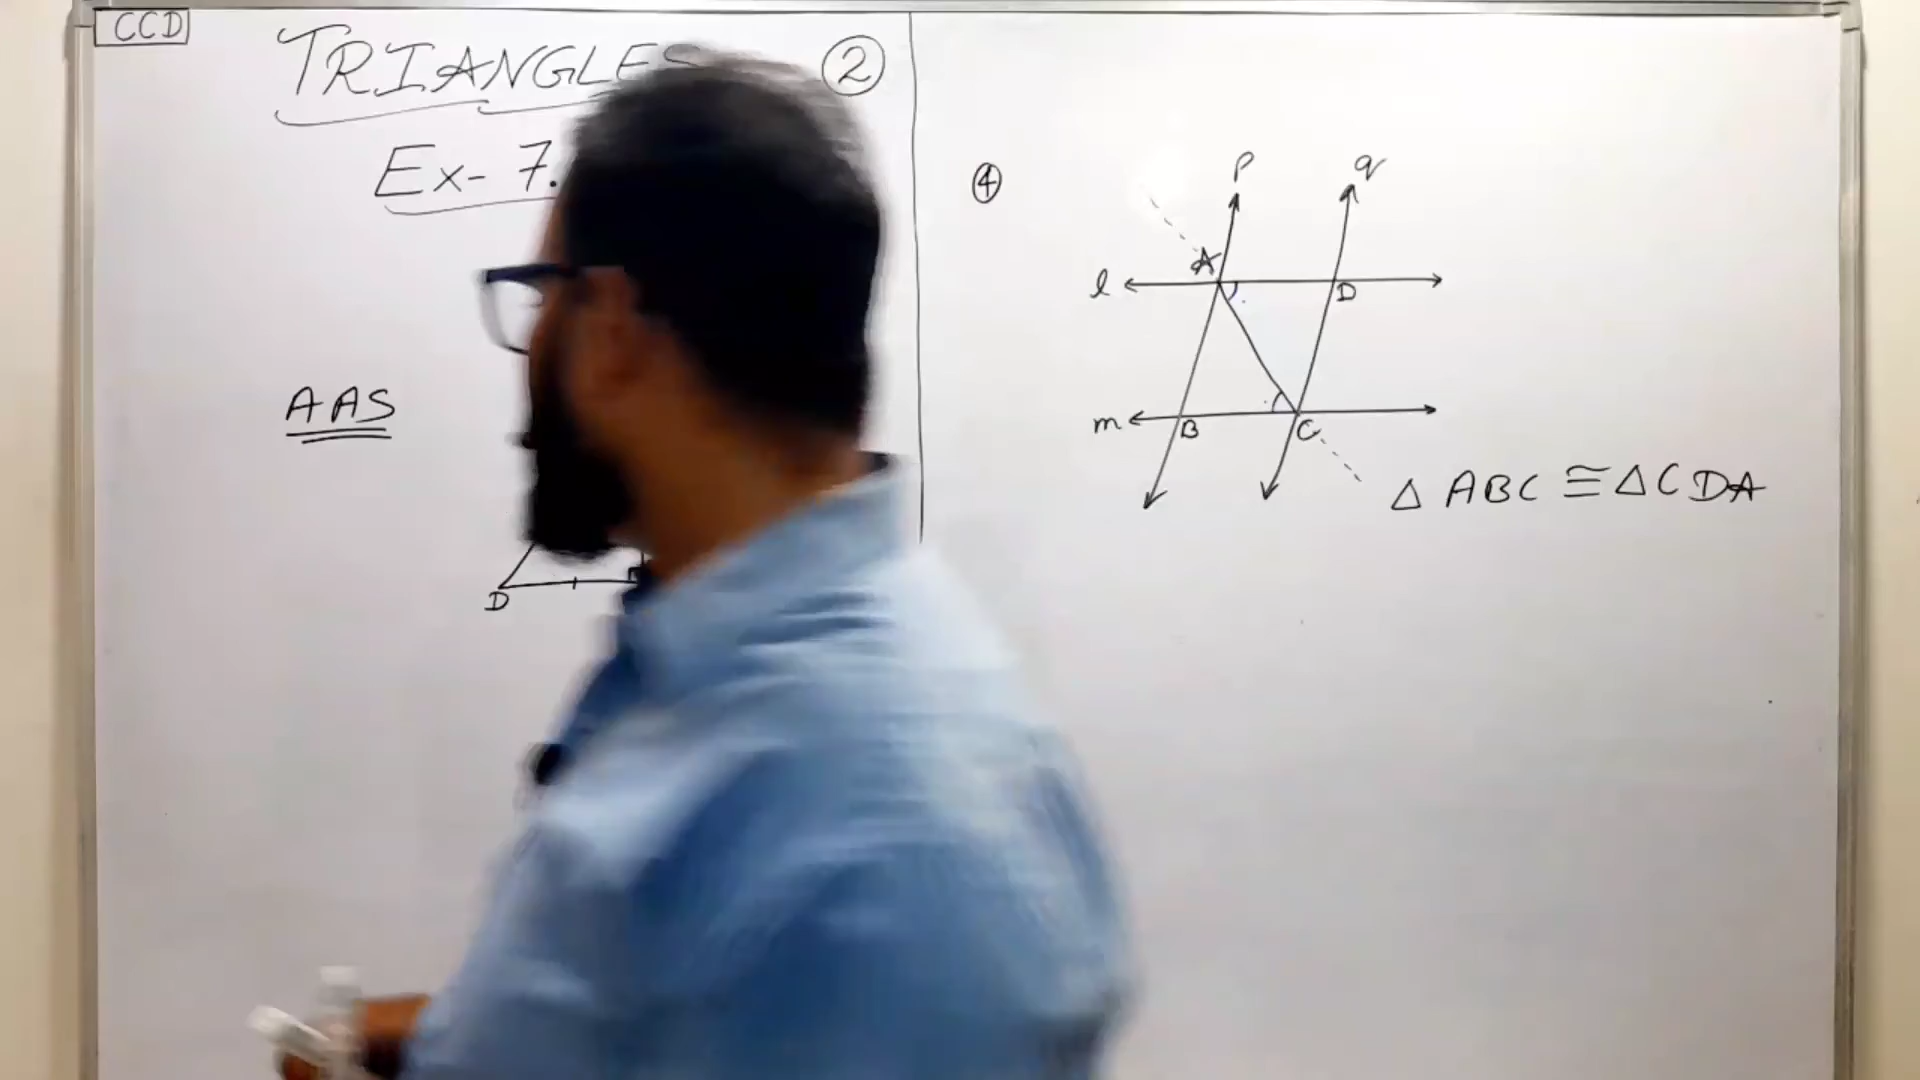 CCD
TRIANGLES
②
Ex- 7.
AAS
D
④
p
q
A
l
D
m
B
C
△ ABC ≅ △ CDA